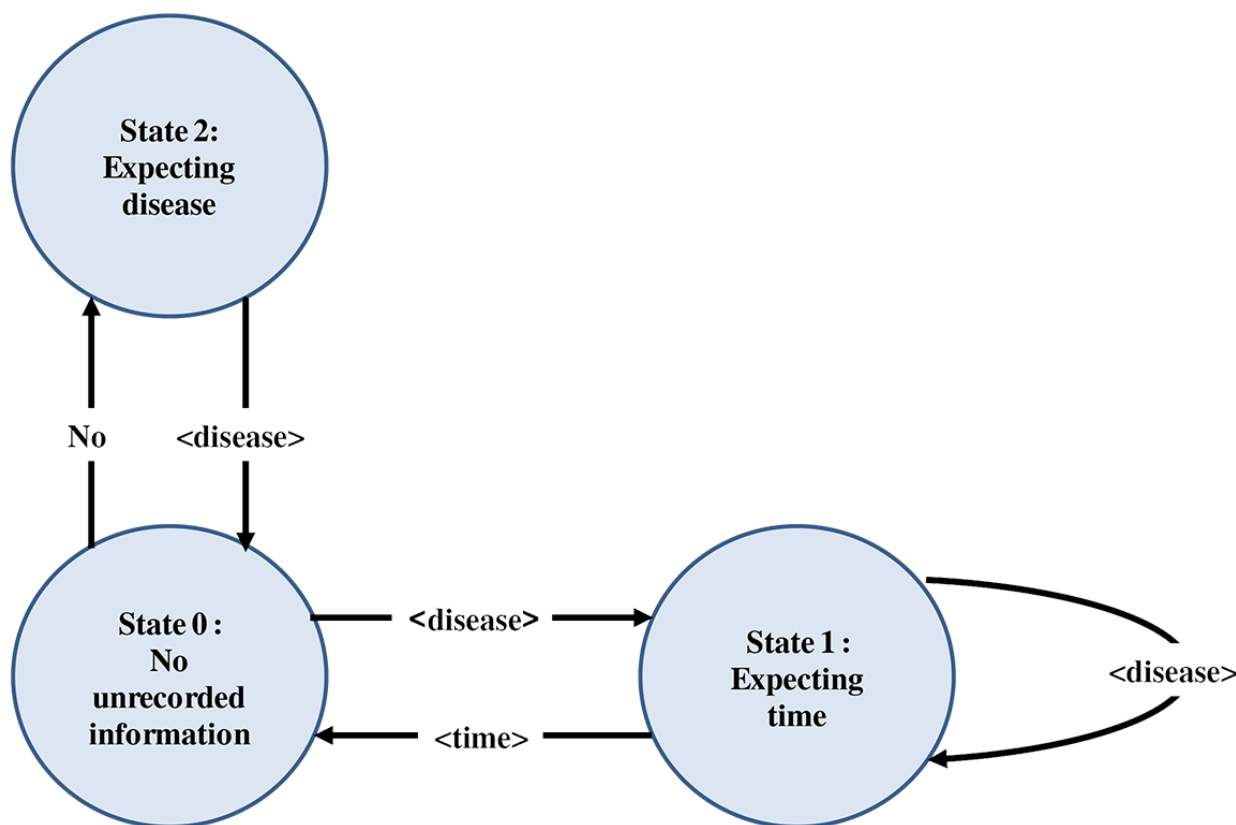 State 2:
Expecting
disease
No
<disease>
State 0 :
No
unrecorded
information
<disease>
<time>
State 1 :
Expecting
time
<disease>